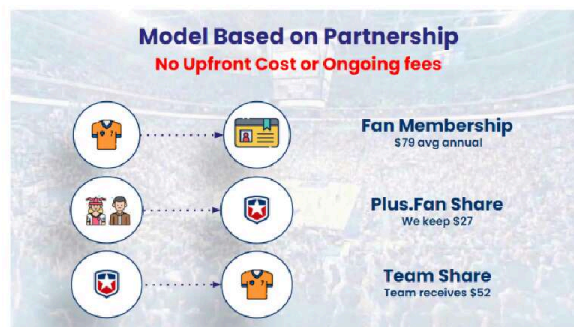 Model Based on Partnership
No Upfront Cost or Ongoing fees
Fan Membership
$79 avg annual
Plus.Fan Share
We keep $27
Team Share
Team receives $52